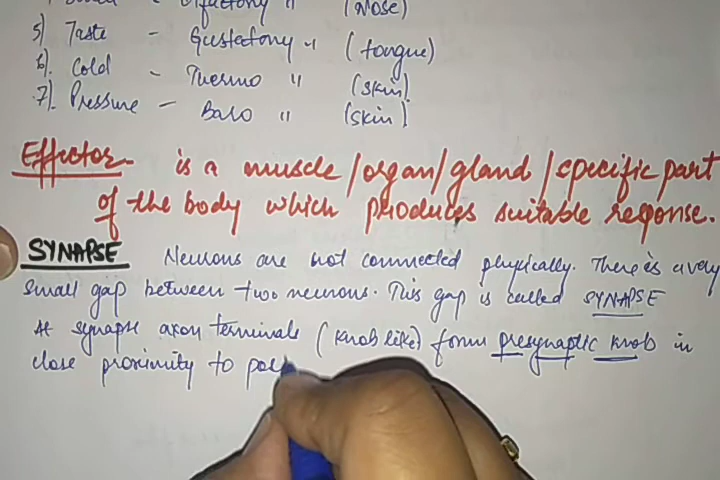 Olfactory " (Nose)
5) Taste - Gustatory " (tongue)
6). Cold - Thermo " (skin)
7). Pressure - Baro " (skin)
Effector is a muscle/organ/gland/specific part
of the body which produces suitable response.
SYNAPSE Neurons are not connected physically. There is a very
small gap between two neurons. This gap is called SYNAPSE
At synapse axon terminals (knob like) form presynaptic knob in
close proximity to pos